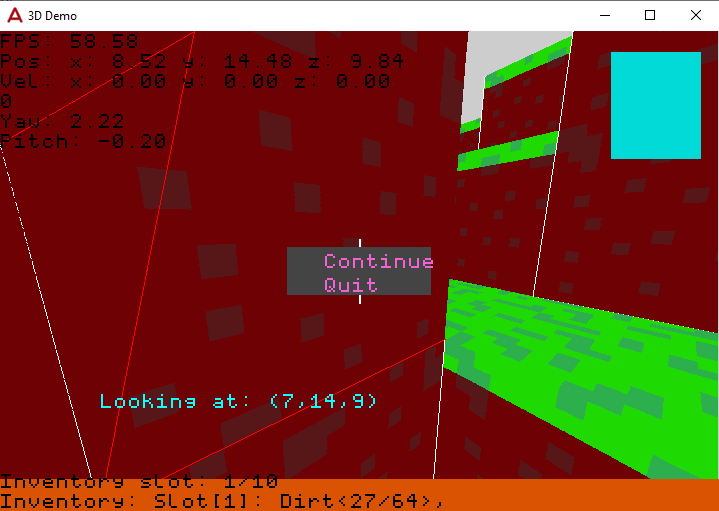 3D Demo
FPS: 58.58
Pos: x: 8.52 y: 14.48 z: 9.84
Vel: x: 0.00 y: 0.00 z: 0.00
0
Yaw: 2.22
Pitch: -0.20
Continue
Quit
Looking at: (7,14,9)
Inventory slot: 1/10
Inventory: Slot[1]: Dirt<27/64>,